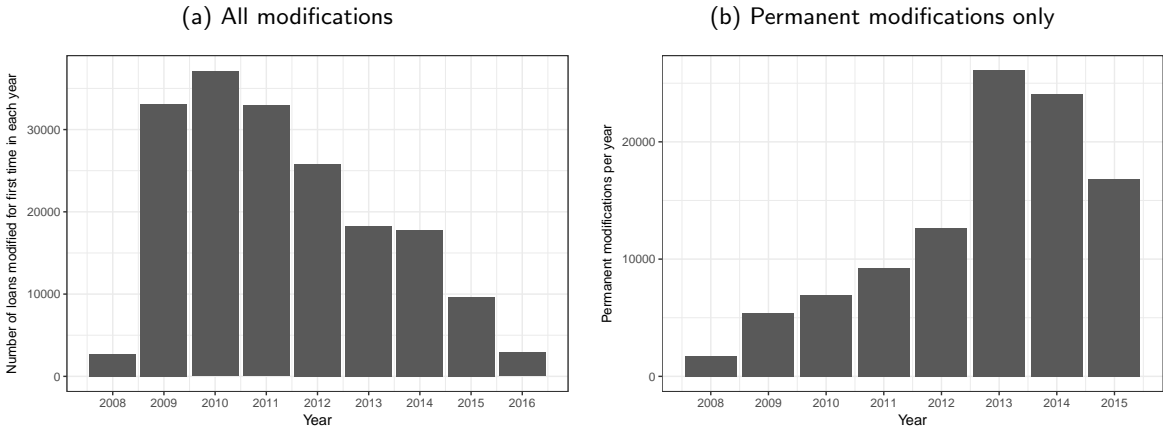 (a) All modifications
Number of loans modified for first time in each year
30000
20000
10000
0
2008 2009 2010 2011 2012 2013 2014 2015 2016
Year
(b) Permanent modifications only
Permanent modifications per year
20000
10000
0
2008 2009 2010 2011 2012 2013 2014 2015
Year